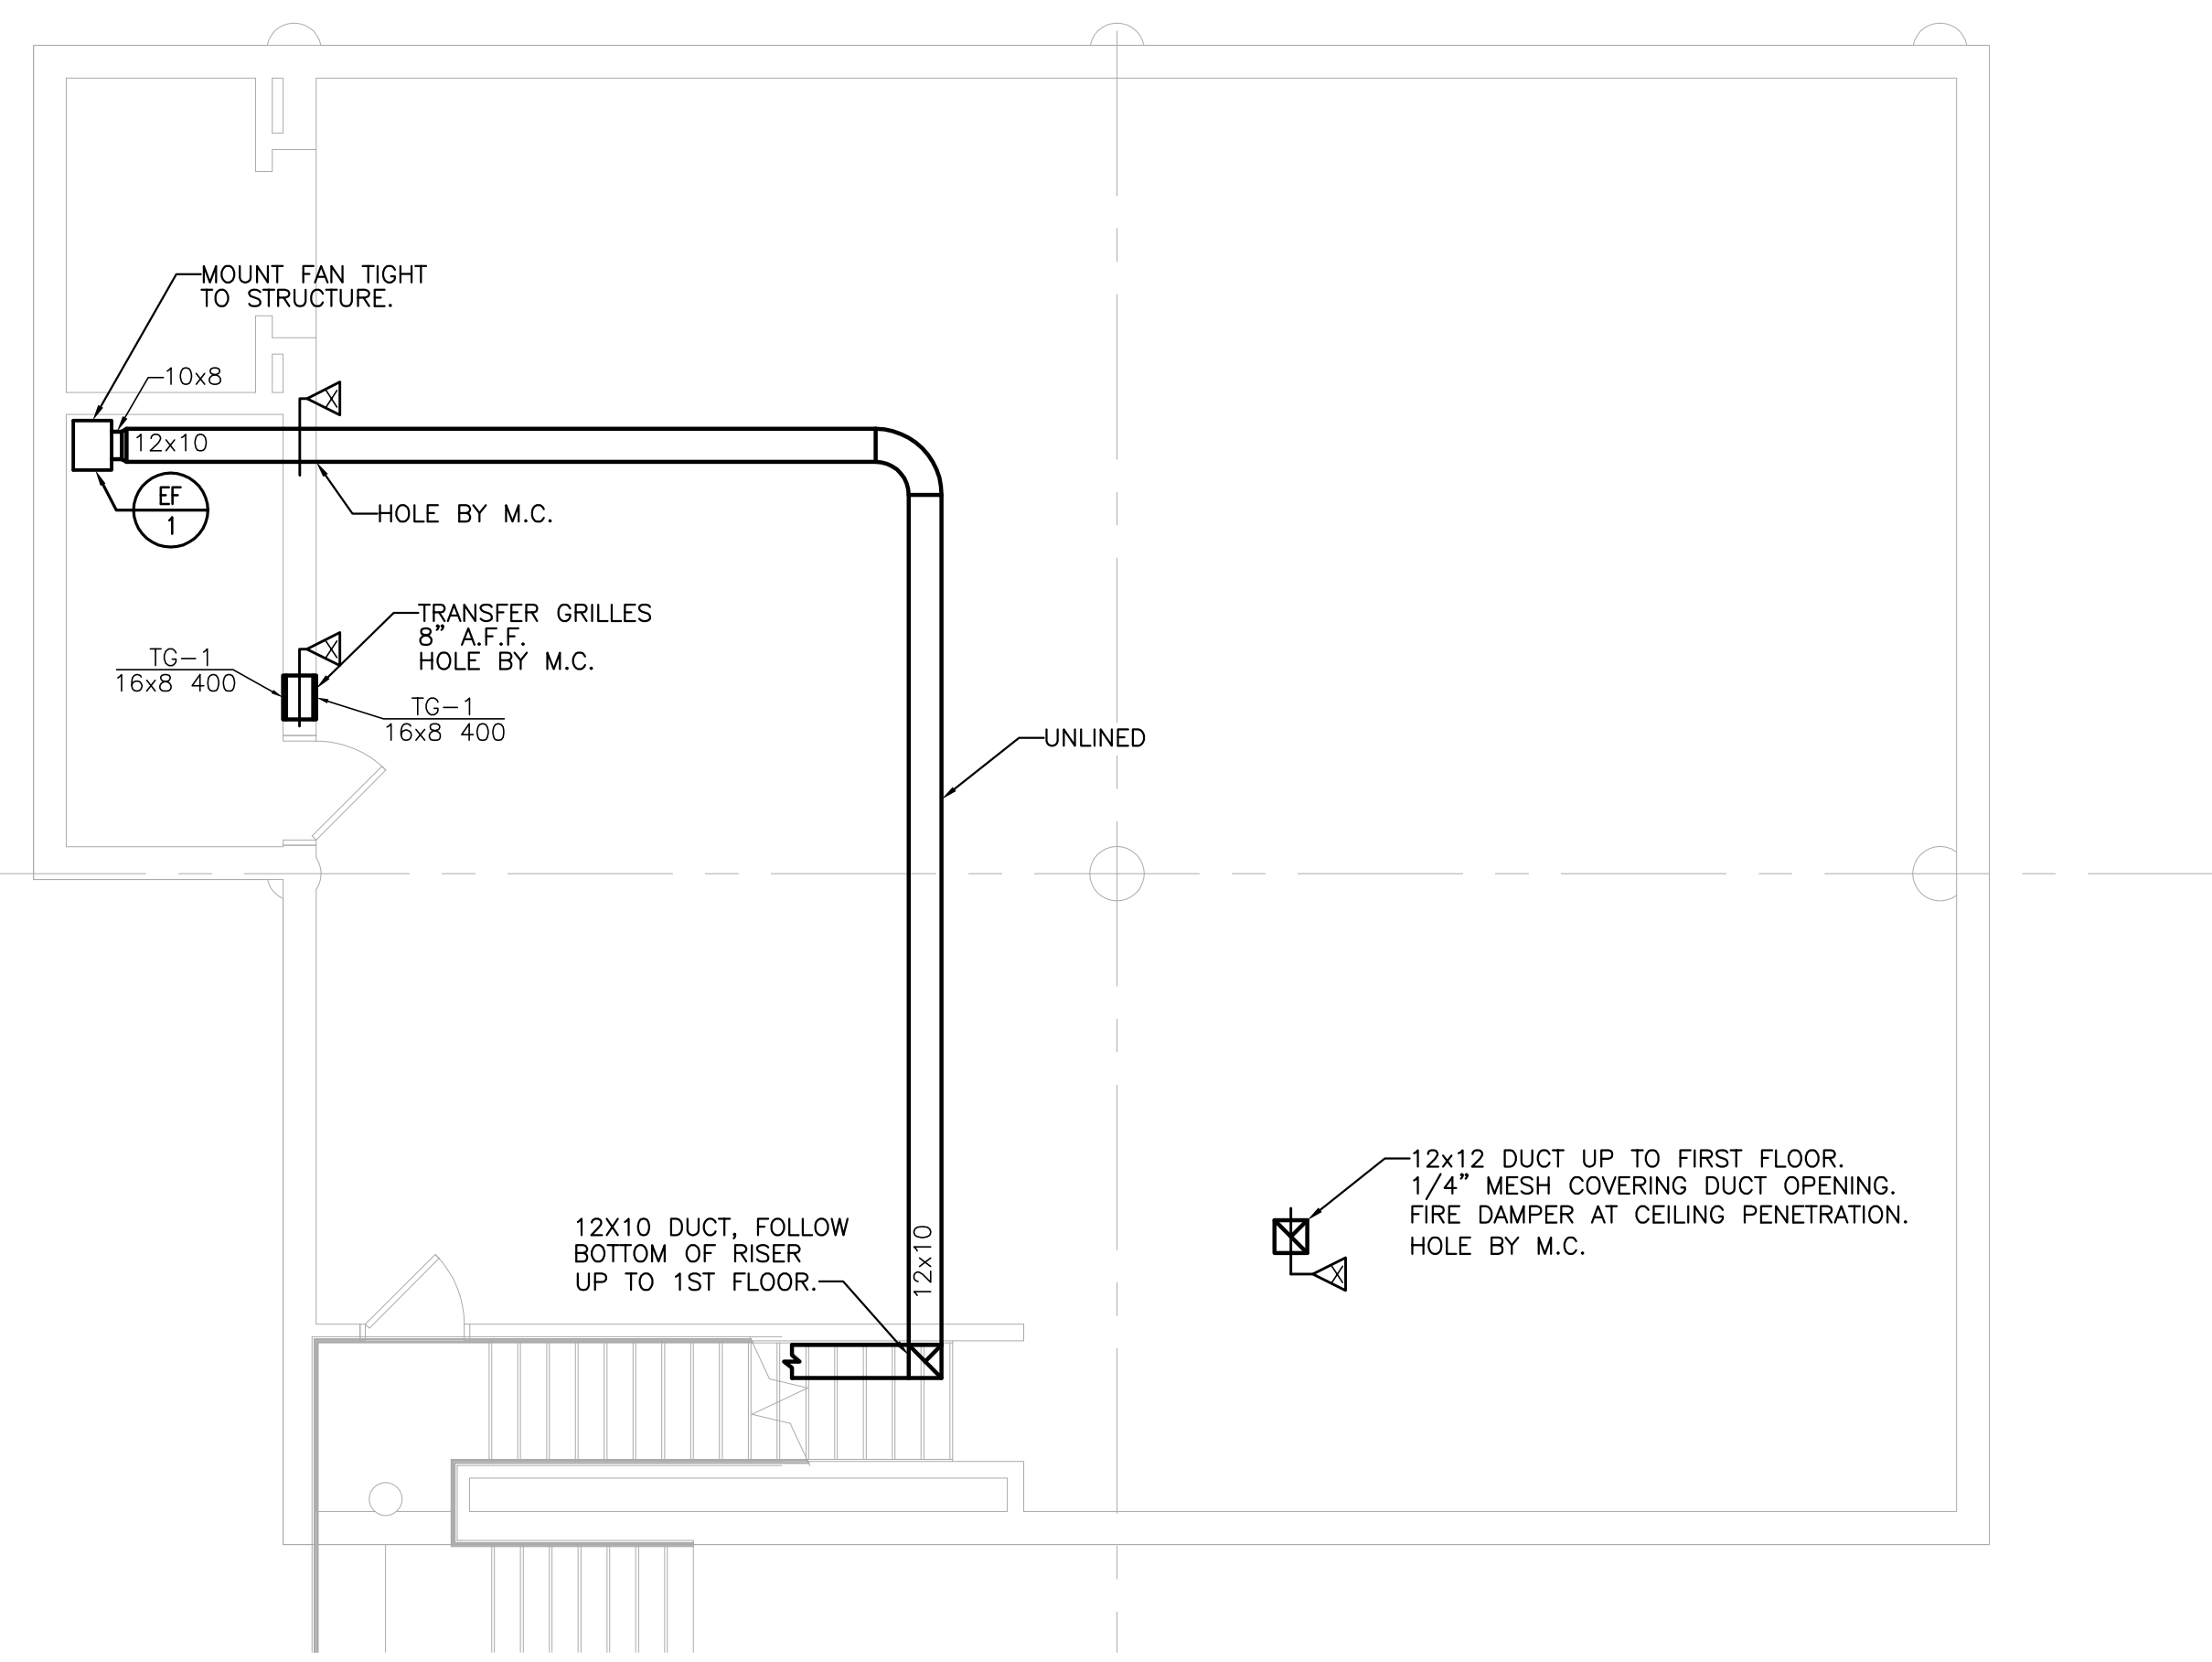 MOUNT FAN TIGHT
TO STRUCTURE.
10x8
X
12x10
EF
1
HOLE BY M.C.
TRANSFER GRILLES
8" A.F.F.
HOLE BY M.C.
X
TG-1
16x8 400
TG-1
16x8 400
UNLINED
12X10 DUCT, FOLLOW
BOTTOM OF RISER
UP TO 1ST FLOOR.
12x10
12x12 DUCT UP TO FIRST FLOOR.
1/4" MESH COVERING DUCT OPENING.
FIRE DAMPER AT CEILING PENETRATION.
HOLE BY M.C.
X